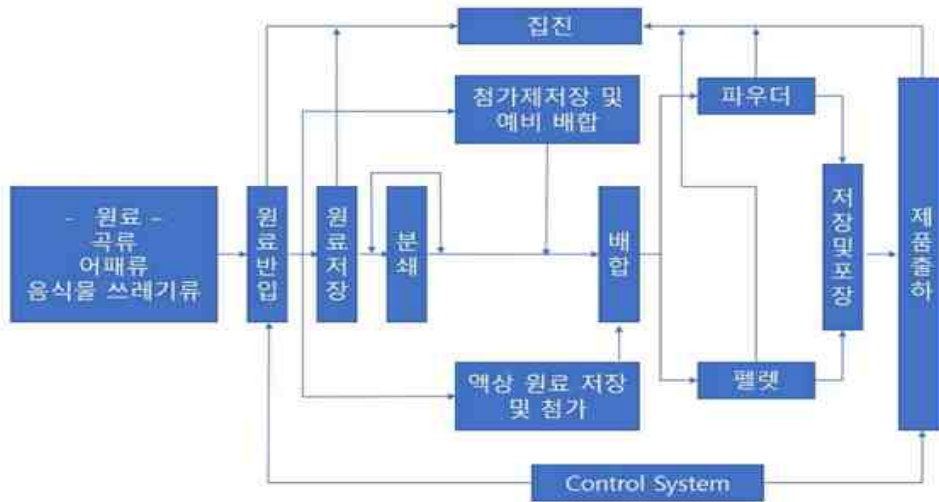 집진
첨가제저장 및
예비 배합
파우더
- 원료 -
곡류
어패류
음식물 쓰레기류
원료반입
원료저장
분쇄
배합
저장및포장
제품출하
액상 원료 저장
및 첨가
펠렛
Control System